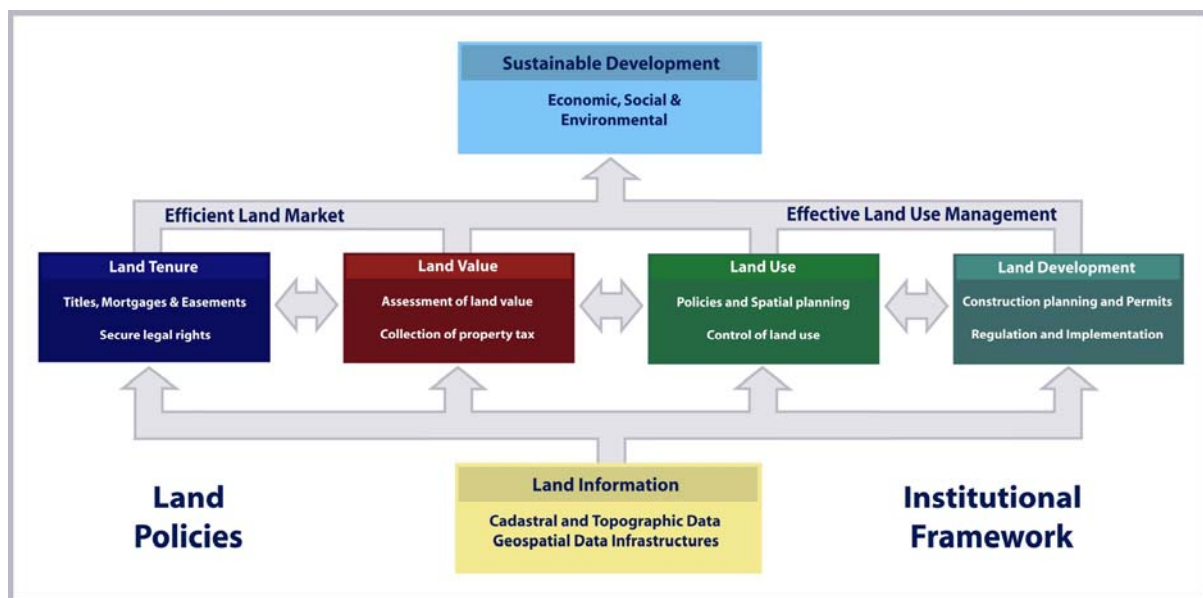 Sustainable Development
Economic, Social &
Environmental
Efficient Land Market
Effective Land Use Management
Land Tenure
Titles, Mortgages & Easements
Secure legal rights
Land Value
Assessment of land value
Collection of property tax
Land Use
Policies and Spatial planning
Control of land use
Land Development
Construction planning and Permits
Regulation and Implementation
Land
Policies
Land Information
Cadastral and Topographic Data
Geospatial Data Infrastructures
Institutional
Framework